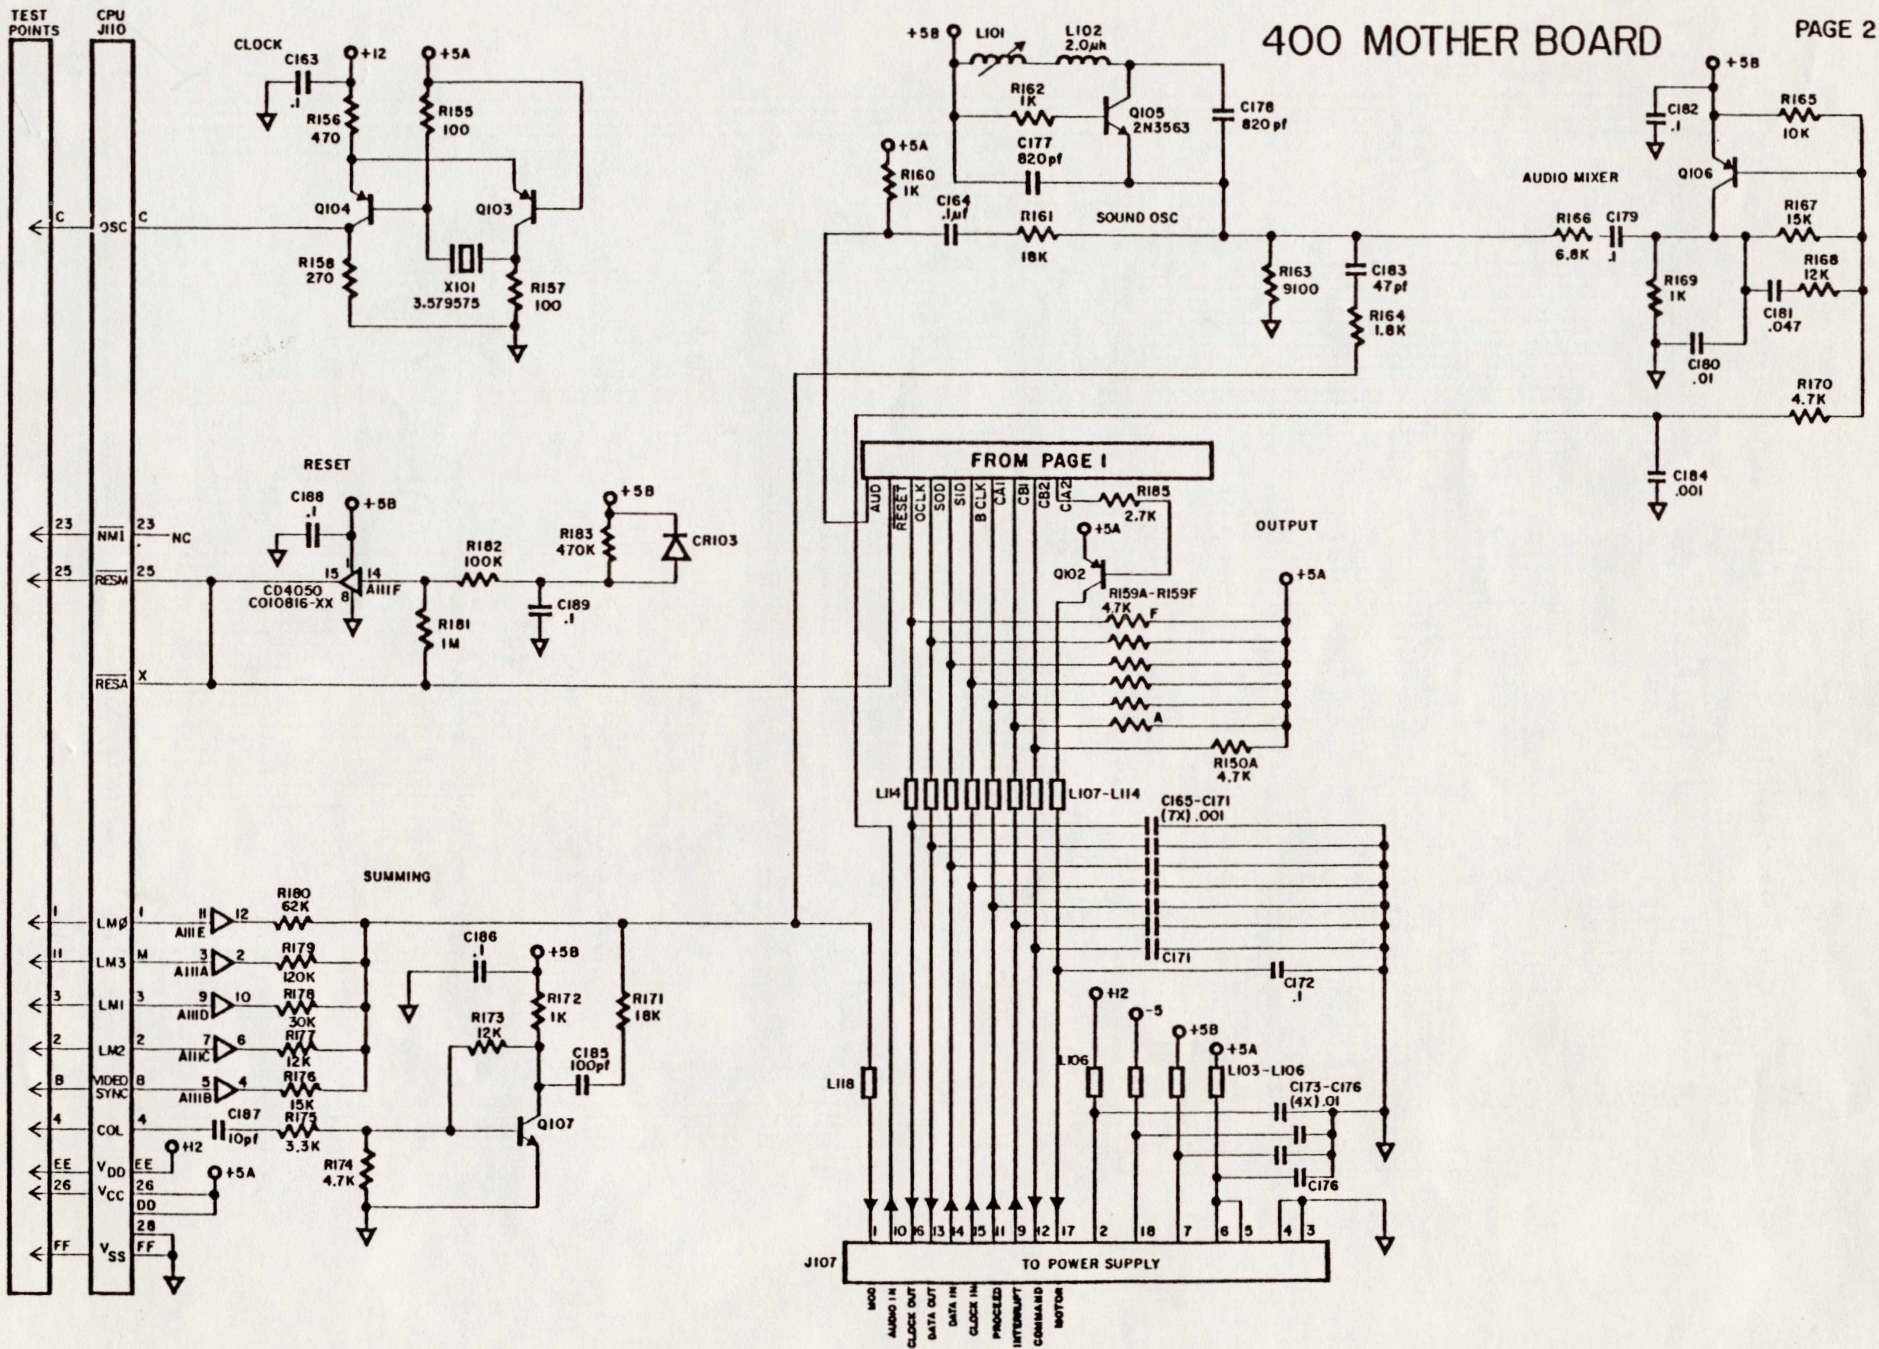 400 MOTHER BOARD
PAGE 2
TEST POINTS
CPU J110
CLOCK
C163
.1
+12
+5A
R156
470
R155
100
Q104
Q103
C
OSC
C
R158
270
X101
3.579575
R157
100
+5B
L101
L102
2.0µh
R162
1K
Q105
2N3563
C178
820pf
C177
820pf
+5A
R160
1K
C164
.1µf
R161
18K
SOUND OSC
R163
9100
C183
47pf
R164
1.8K
AUDIO MIXER
+5B
C182
.1
R165
10K
Q106
R166
6.8K
C179
.1
R167
15K
R168
12K
R169
1K
C181
.047
C180
.01
R170
4.7K
C184
.001
RESET
C188
.1
+5B
23
NMI
23
NC
25
RESM
25
15
1
14
8
A111F
CD4050
CO10816-XX
R182
100K
R181
1M
+5B
R183
470K
CR103
C189
.1
RESA
X
FROM PAGE 1
AUD
RESET
OCLK
SOD
SID
BCLK
CA1
CB1
CB2
CA2
R185
2.7K
+5A
Q102
OUTPUT
+5A
R159A-R159F
4.7K
F
A
R150A
4.7K
L114
L107-L114
C165-C171
(7X).001
C171
C172
.1
SUMMING
1
LMØ
1
11
12
A111E
R180
62K
11
LM3
M
3
2
A111A
R179
120K
3
LM1
3
9
10
A111D
R178
30K
2
LM2
2
7
6
A111C
R177
12K
B
VIDEO SYNC
B
5
4
A111B
R176
15K
4
COL
4
C187
10pf
R175
3.3K
EE
VDD
EE
+12
26
VCC
26
+5A
DD
28
FF
VSS
FF
R174
4.7K
C186
.1
+5B
R172
1K
R173
12K
R171
18K
C185
100pf
Q107
L118
+12
-5
+5B
+5A
L106
L103-L106
C173-C176
(4X).01
C176
1
10
16
13
14
15
11
9
12
17
2
18
7
6
5
4
3
J107
TO POWER SUPPLY
MOD
AUDIO IN
CLOCK OUT
DATA OUT
DATA IN
CLOCK IN
PROCEED
INTERRUPT
COMMAND
MOTOR